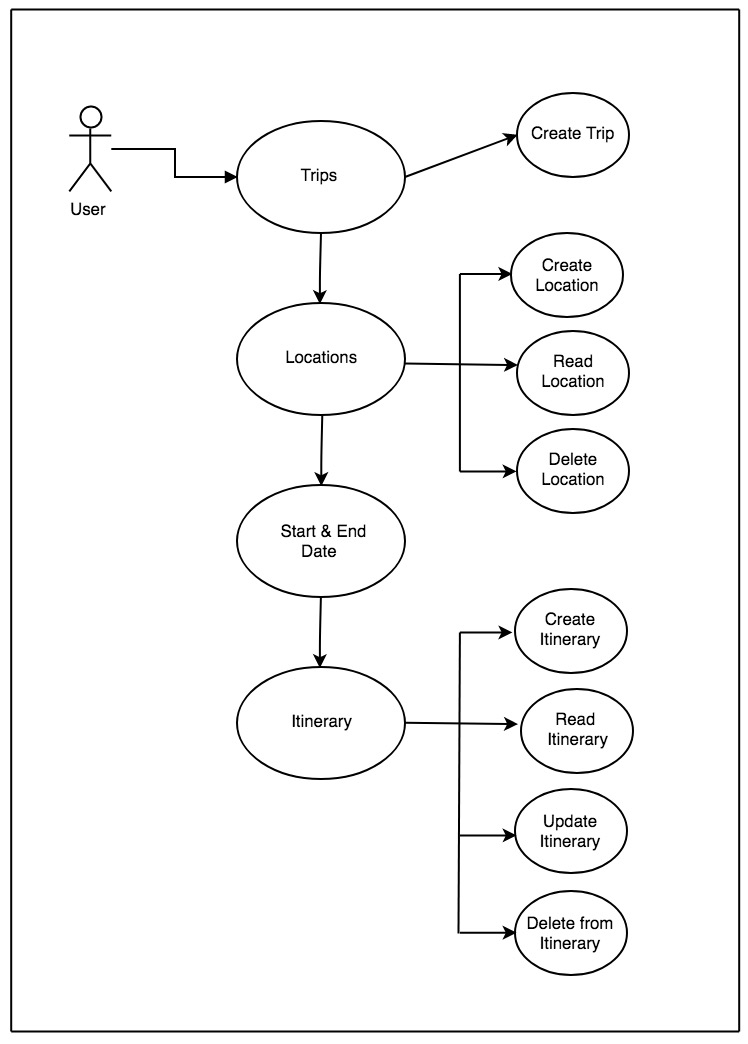 User
Trips
Create Trip
Locations
Create
Location
Read
Location
Delete
Location
Start & End
Date
Itinerary
Create
Itinerary
Read
Itinerary
Update
Itinerary
Delete from
Itinerary